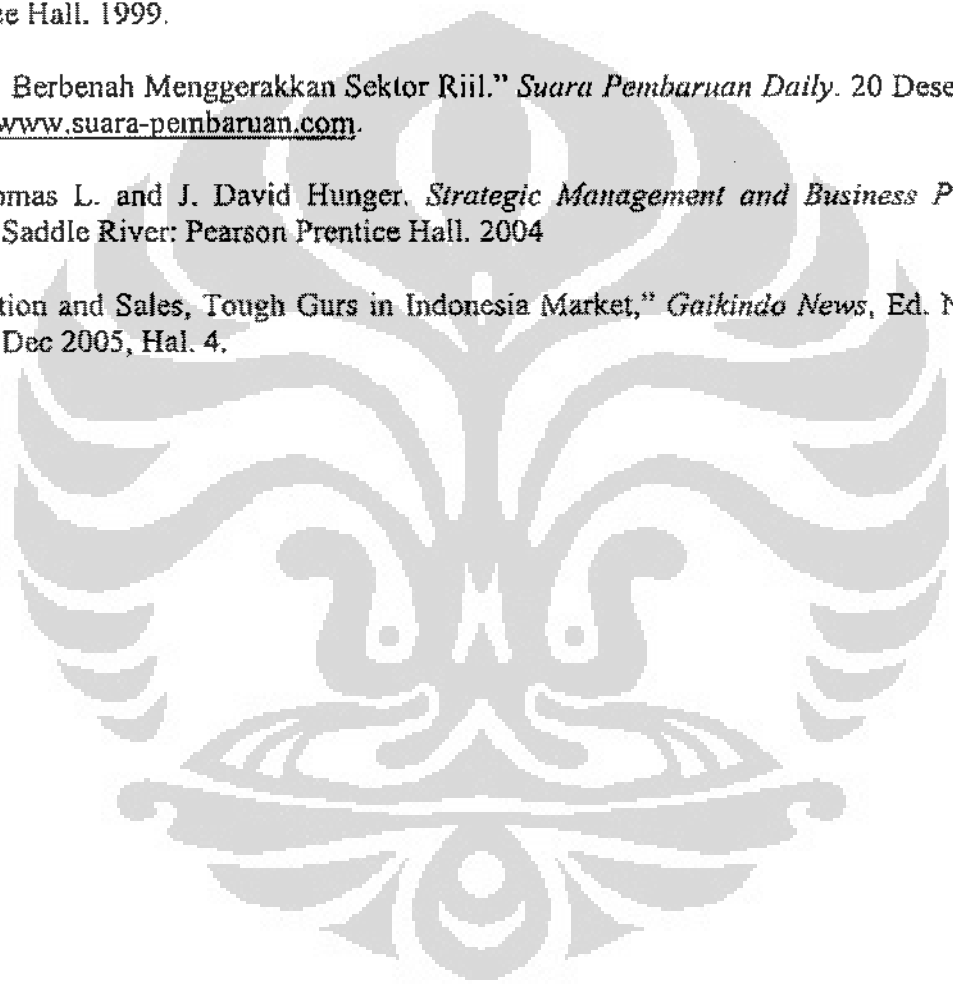 ce Hall. 1999.
Berbenah Menggerakkan Sektor Riil.” Suara Pembaruan Daily. 20 Dese
www.suara-pembaruan.com.
omas L. and J. David Hunger. Strategic Management and Business P
Saddle River: Pearson Prentice Hall. 2004
tion and Sales, Tough Gurs in Indonesia Market,” Gaikindo News, Ed. N
Dec 2005, Hal. 4.